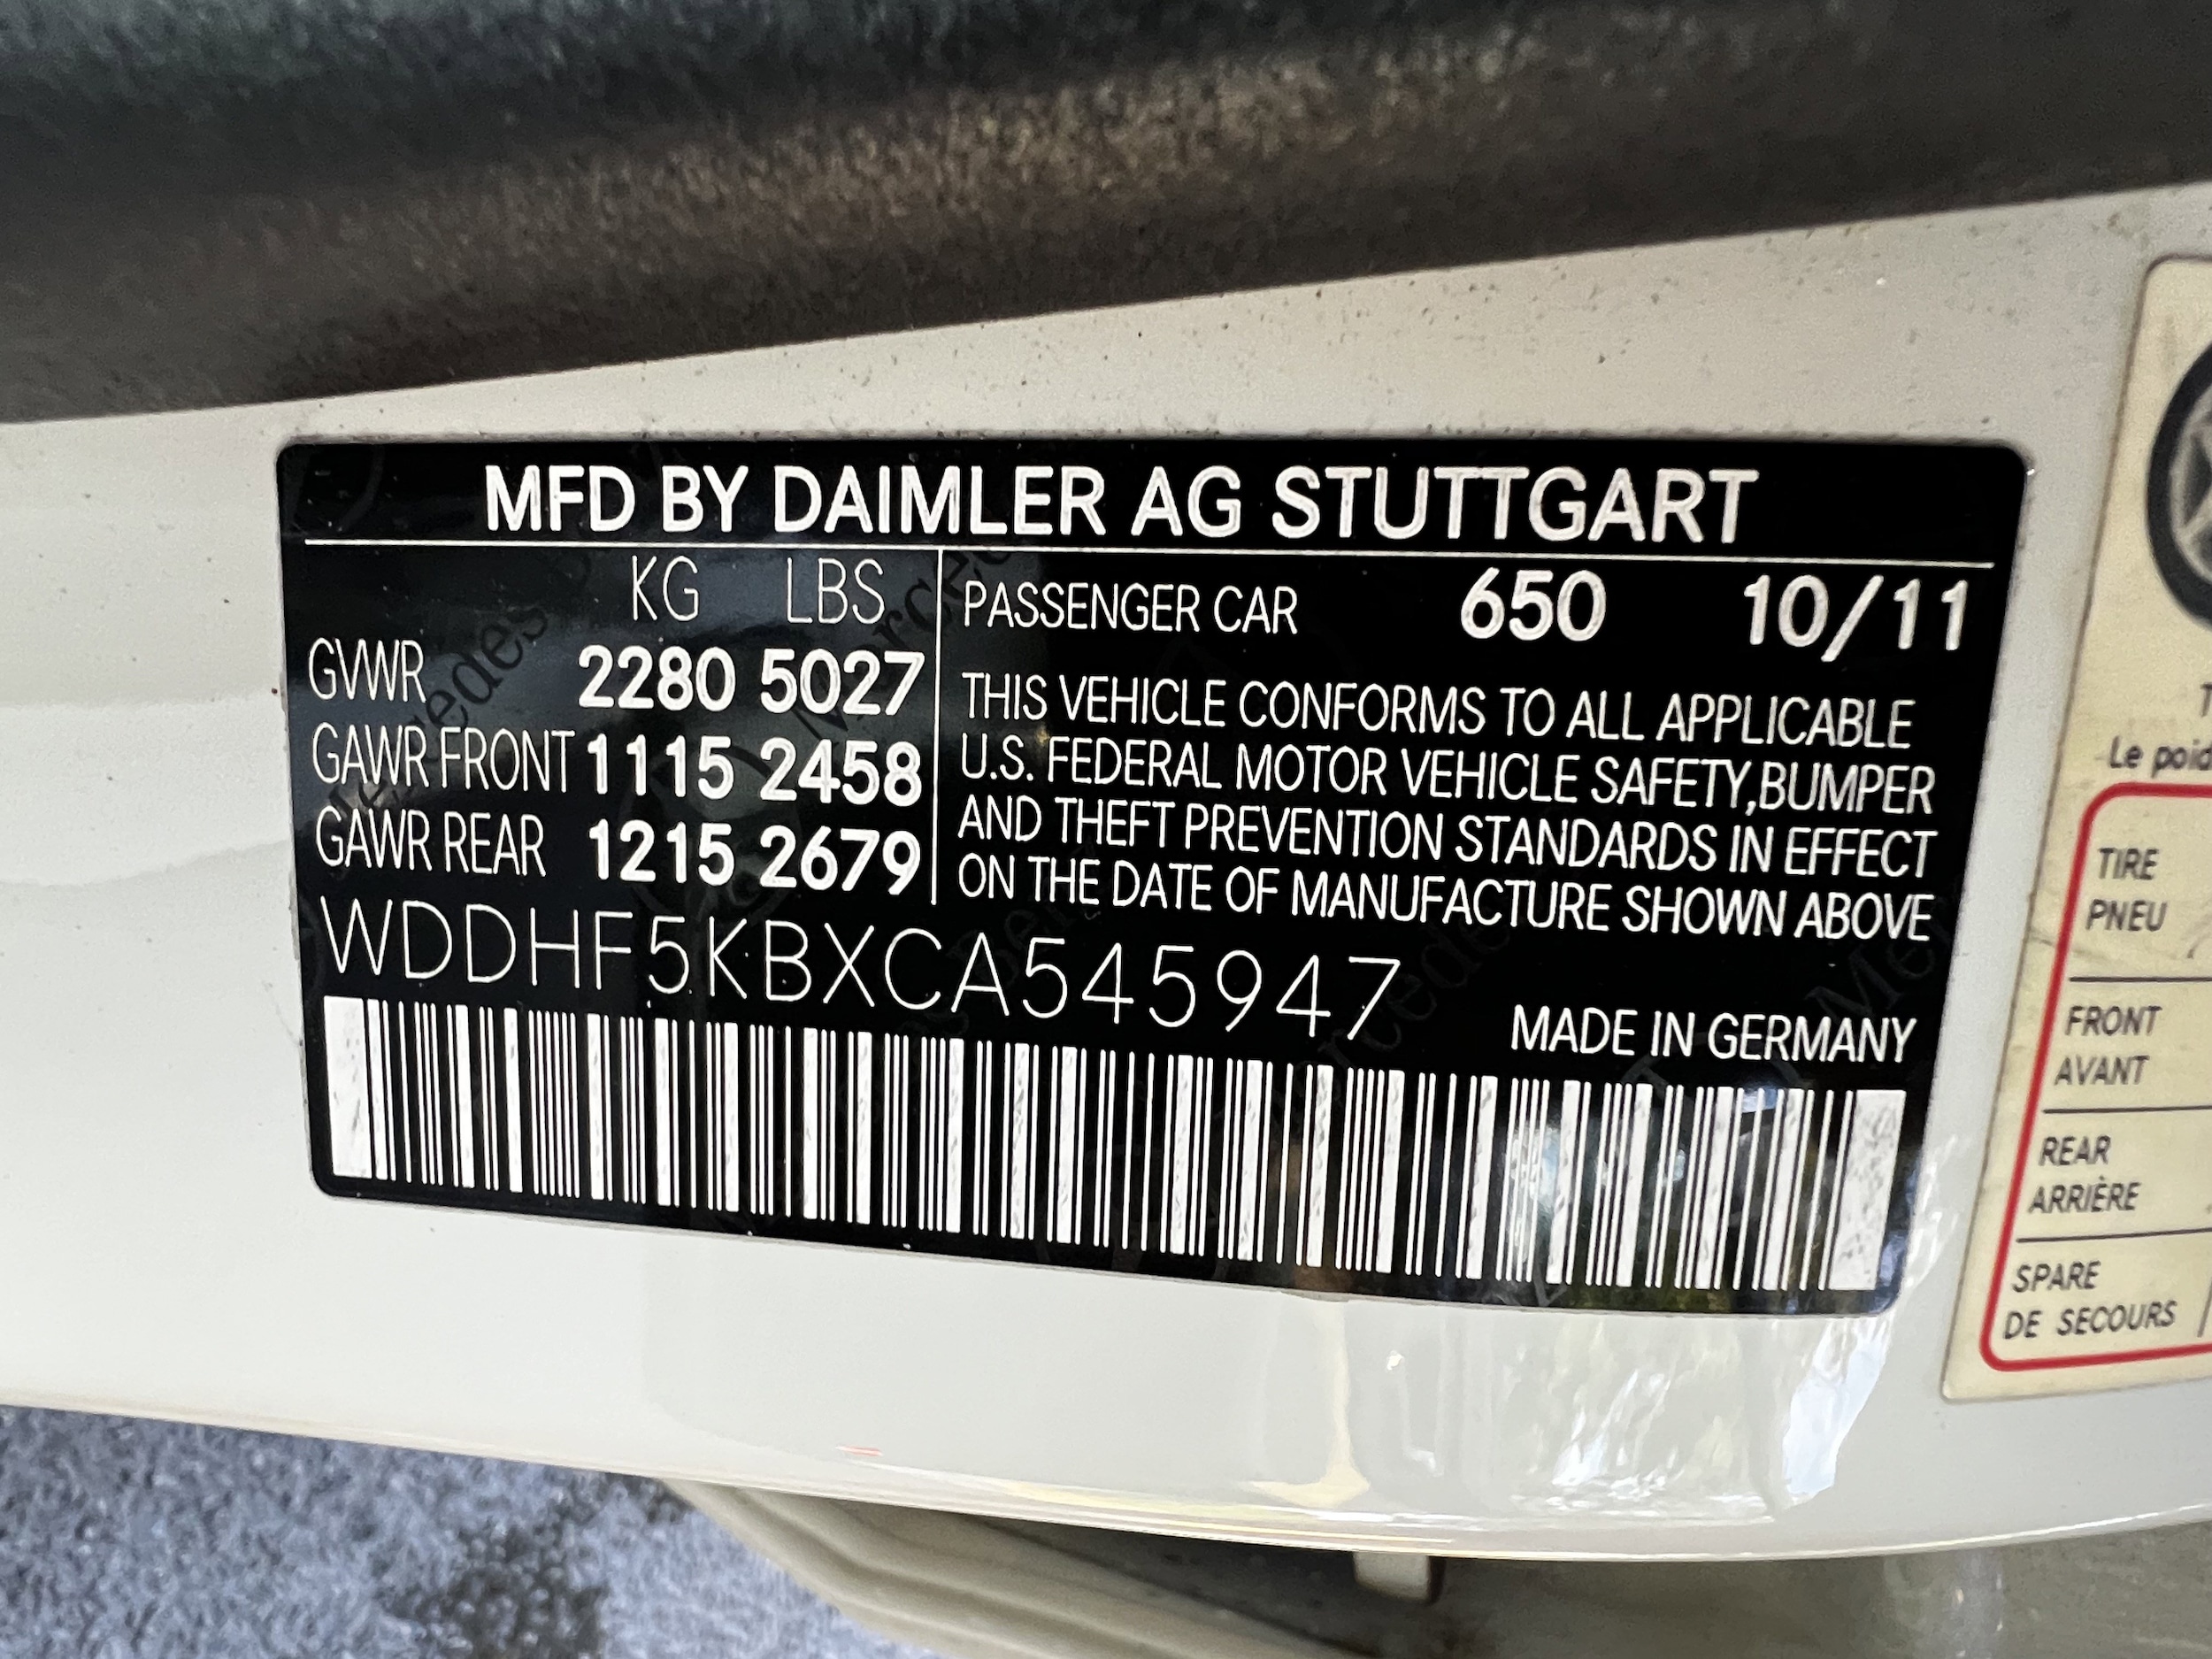 MFD BY DAIMLER AG STUTTGART
KG LBS
GVWR 2280 5027
GAWR FRONT 1115 2458
GAWR REAR 1215 2679
PASSENGER CAR 650 10/11
THIS VEHICLE CONFORMS TO ALL APPLICABLE
U.S. FEDERAL MOTOR VEHICLE SAFETY,BUMPER
AND THEFT PREVENTION STANDARDS IN EFFECT
ON THE DATE OF MANUFACTURE SHOWN ABOVE
WDDHF5KBXCA545947
MADE IN GERMANY
Le
TIRE
PNEU
FRONT
AVANT
REAR
ARRIÈRE
SPARE
DE SECOURS